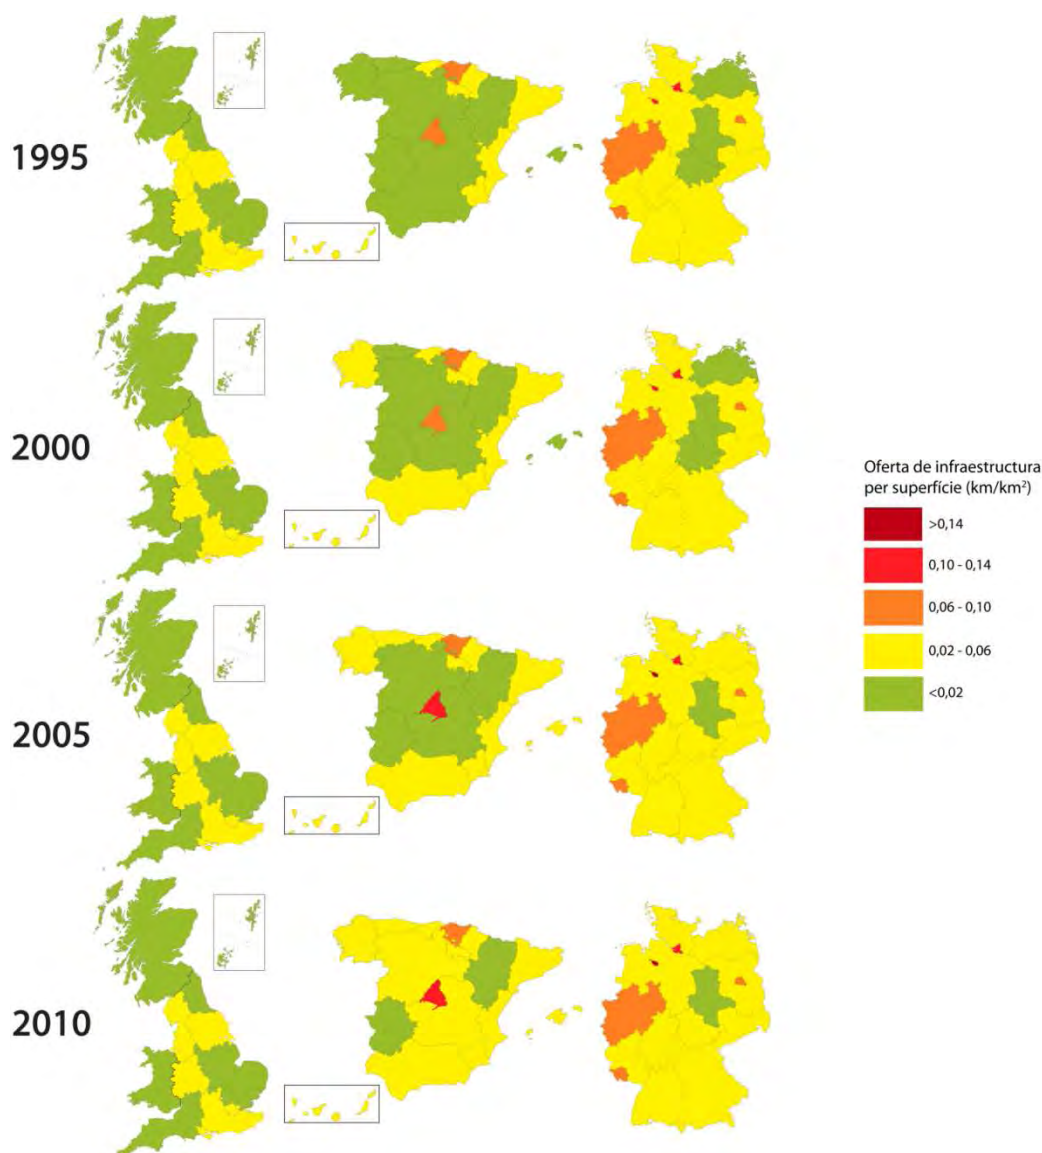 1995
2000
2005
2010
Oferta de infraestructura
per superfície (km/km²)
>0,14
0,10 - 0,14
0,06 - 0,10
0,02 - 0,06
<0,02